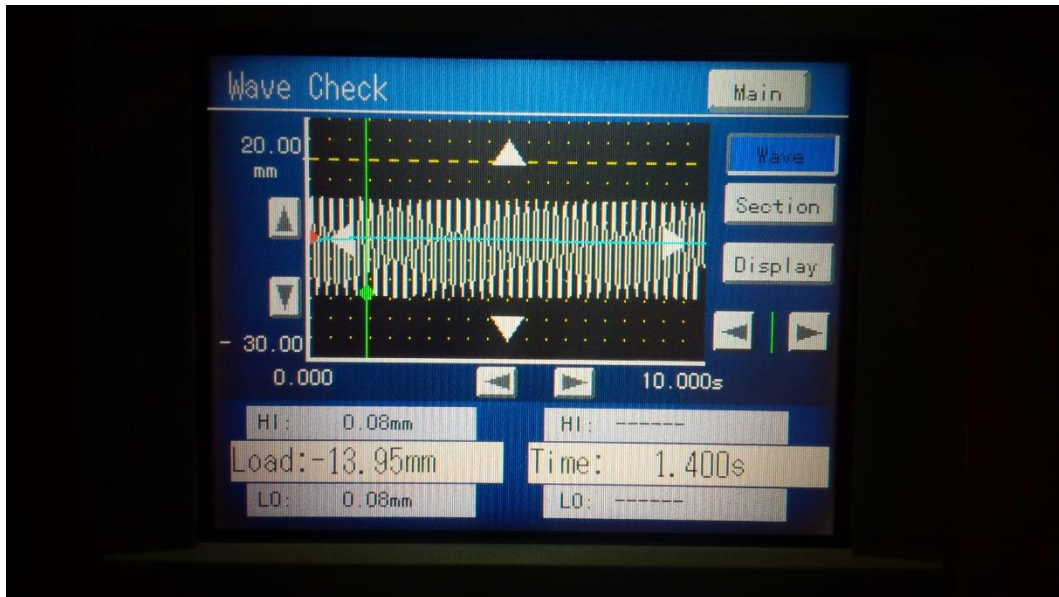 Wave Check
Main
20.00
mm
Wave
Section
Display
- 30.00
0.000
10.000s
HI: 0.08mm
HI: ------
Load:-13.95mm
Time: 1.400s
LO: 0.08mm
LO: ------